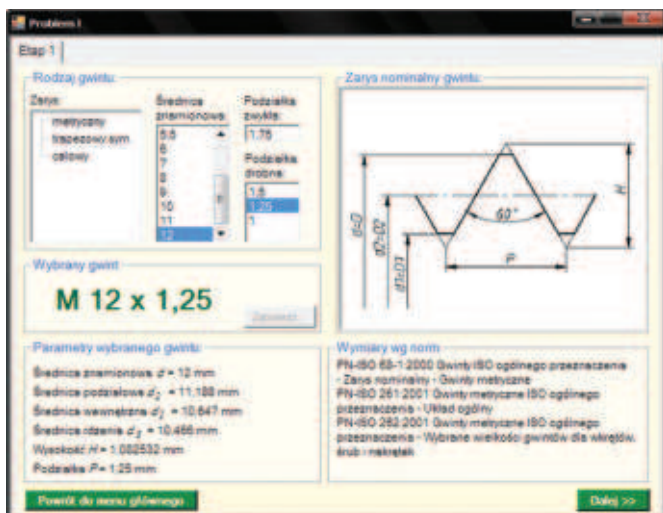 Problem I
Etap 1
Rodzaj gwintu:
Zarys:
metryczny
trapezowy sym
calowy
Średnica
znamionowa:
5,5
6
7
8
9
10
11
12
Podziałka
zwykła:
1,75
Podziałka
drobna:
1,5
1,25
1
Zarys nominalny gwintu:
d=D
d2=D2
d1=D1
60°
P
H
Wybrany gwint
M 12 x 1,25
Zatwierdź
Parametry wybranego gwintu:
Średnica znamionowa d = 12 mm
Średnica podziałowa d2 = 11,188 mm
Średnica wewnętrzna d1 = 10,647 mm
Średnica rdzenia d3 = 10,466 mm
Wysokość H = 1,082532 mm
Podziałka P = 1,25 mm
Wymiary wg norm:
PN-ISO 68-1:2000 Gwinty ISO ogólnego przeznaczenia
- Zarys nominalny - Gwinty metryczne
PN-ISO 261:2001 Gwinty metryczne ISO ogólnego
przeznaczenia - Układ ogólny
PN-ISO 262:2001 Gwinty metryczne ISO ogólnego
przeznaczenia - Wybrane wielkości gwintów dla wkrętów,
śrub i nakrętek
Powrót do menu głównego
Dalej >>